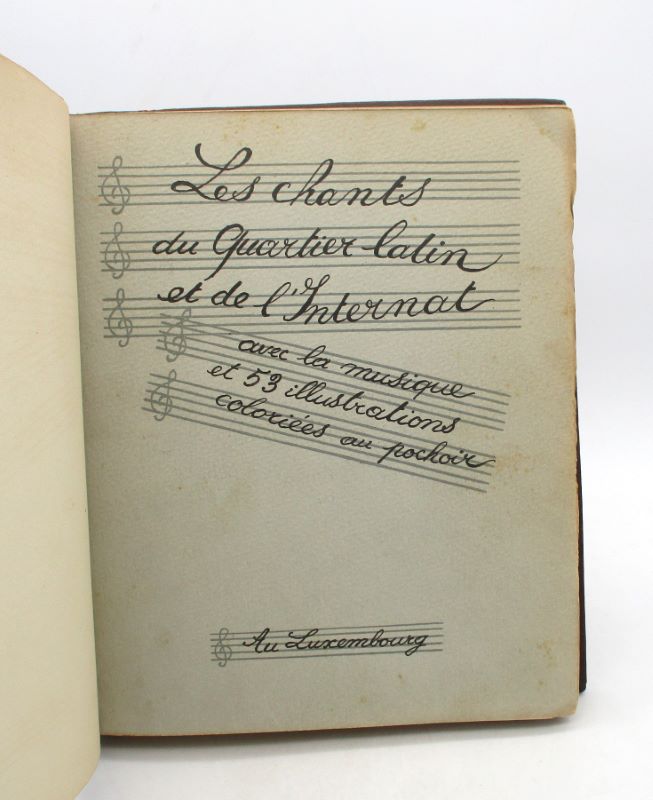 Les chants
du Quartier-latin
et de l'Internat
avec la musique
et 53 illustrations
coloriées au pochoir
Au Luxembourg